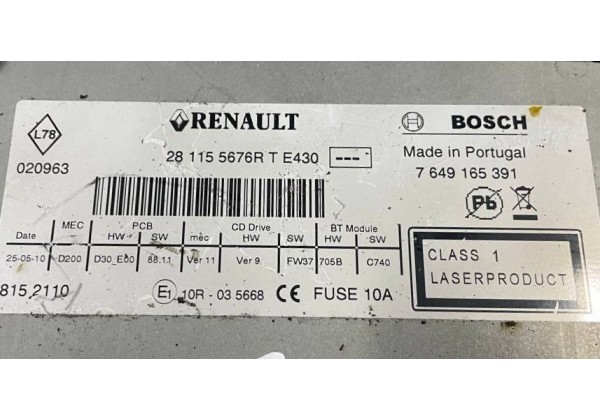 L78
RENAULT
BOSCH
020963
28 115 5676R T E430 ---
Made in Portugal
7 649 165 391
Pb
MEC PCB CD Drive BT Module
Date HW SW mec HW SW HW SW
25-05-10 D200 D30_E00 88.11 Ver 11 Ver 9 FW37 705B C740
CLASS 1
LASERPRODUCT
815 2110
E1 10R - 03 5668 CE FUSE 10A